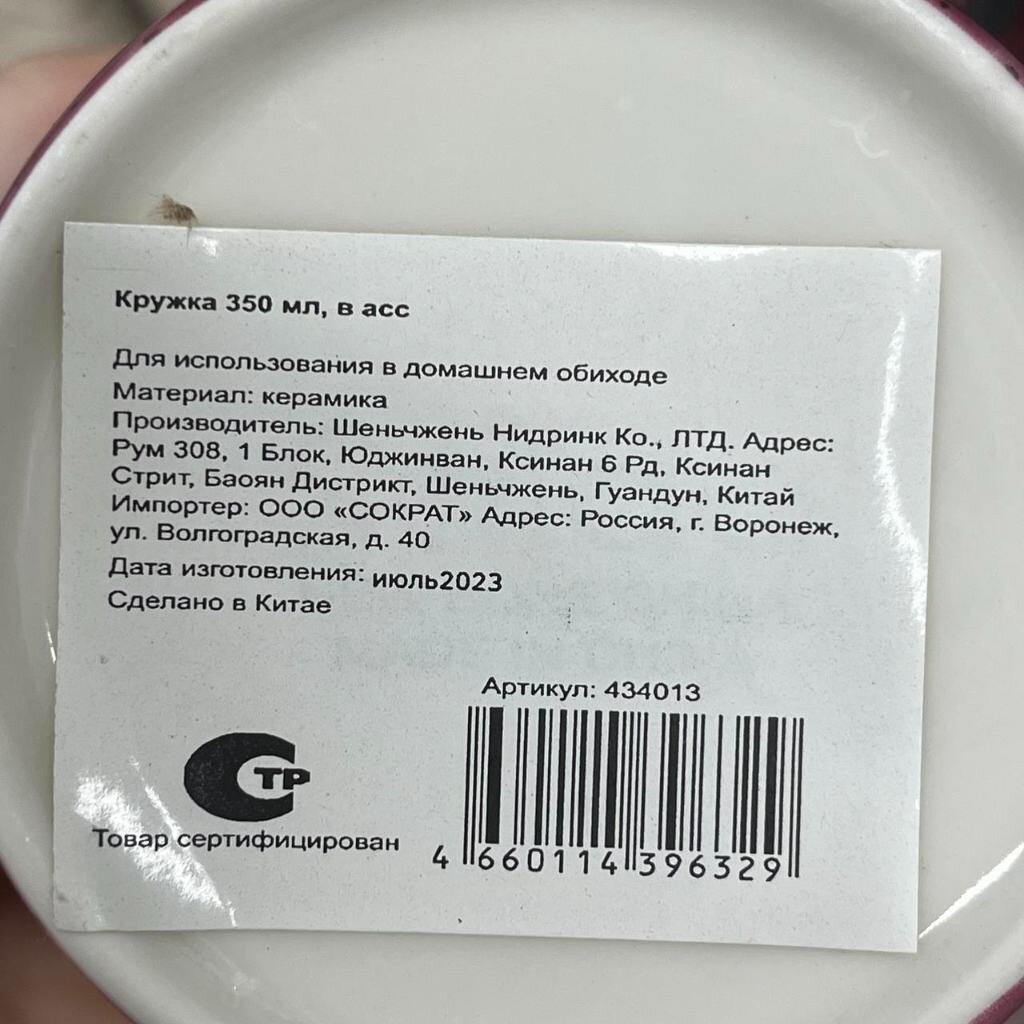 Кружка 350 мл, в асс
Для использования в домашнем обиходе
Материал: керамика
Производитель: Шеньчжень Нидринк Ко., ЛТД. Адрес:
Рум 308, 1 Блок, Юджинван, Ксинан 6 Рд, Ксинан
Стрит, Баоян Дистрикт, Шеньчжень, Гуандун, Китай
Импортер: ООО «СОКРАТ» Адрес: Россия, г. Воронеж,
ул. Волгоградская, д. 40
Дата изготовления: июль2023
Сделано в Китае
Артикул: 434013
СТР
Товар сертифицирован
4 660114 396329